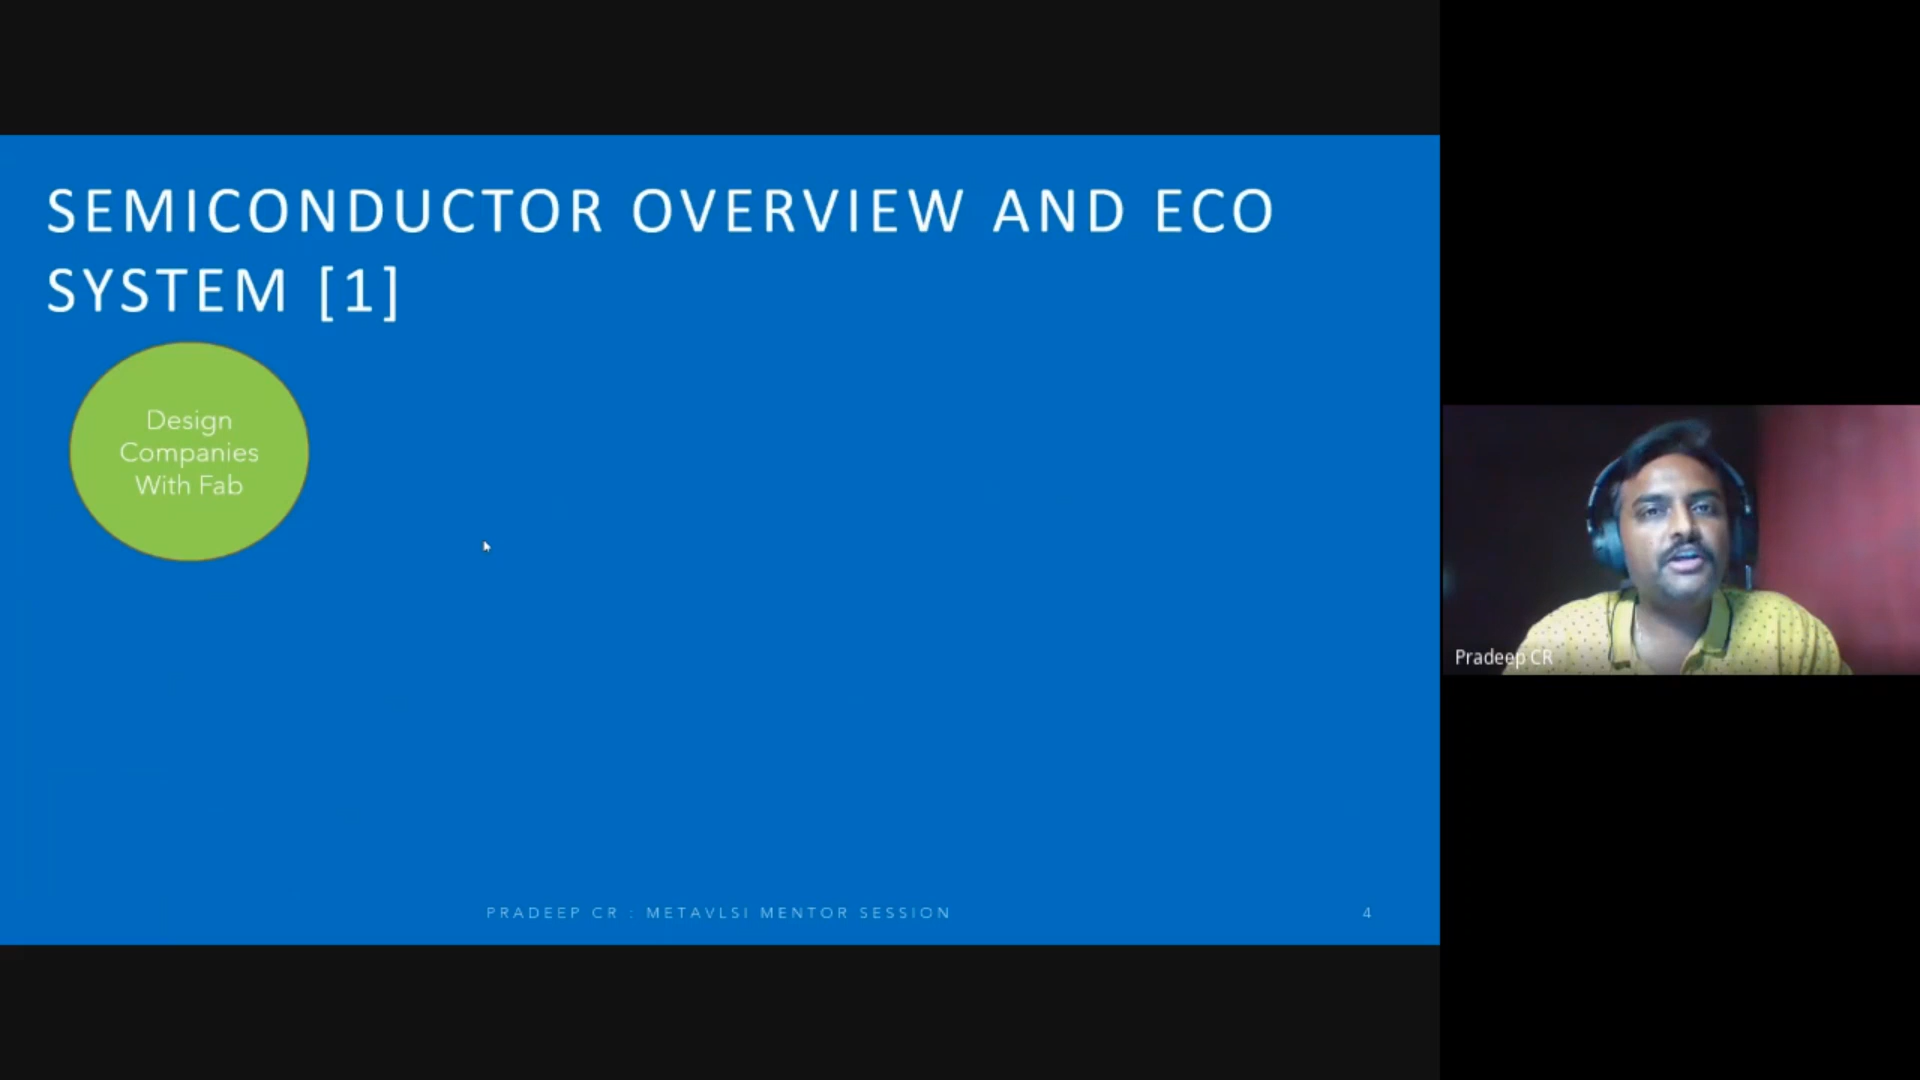 SEMICONDUCTOR OVERVIEW AND ECO
SYSTEM [1]
Design
Companies
With Fab
Pradeep CR
PRADEEP CR : METAVLSI MENTOR SESSION
4